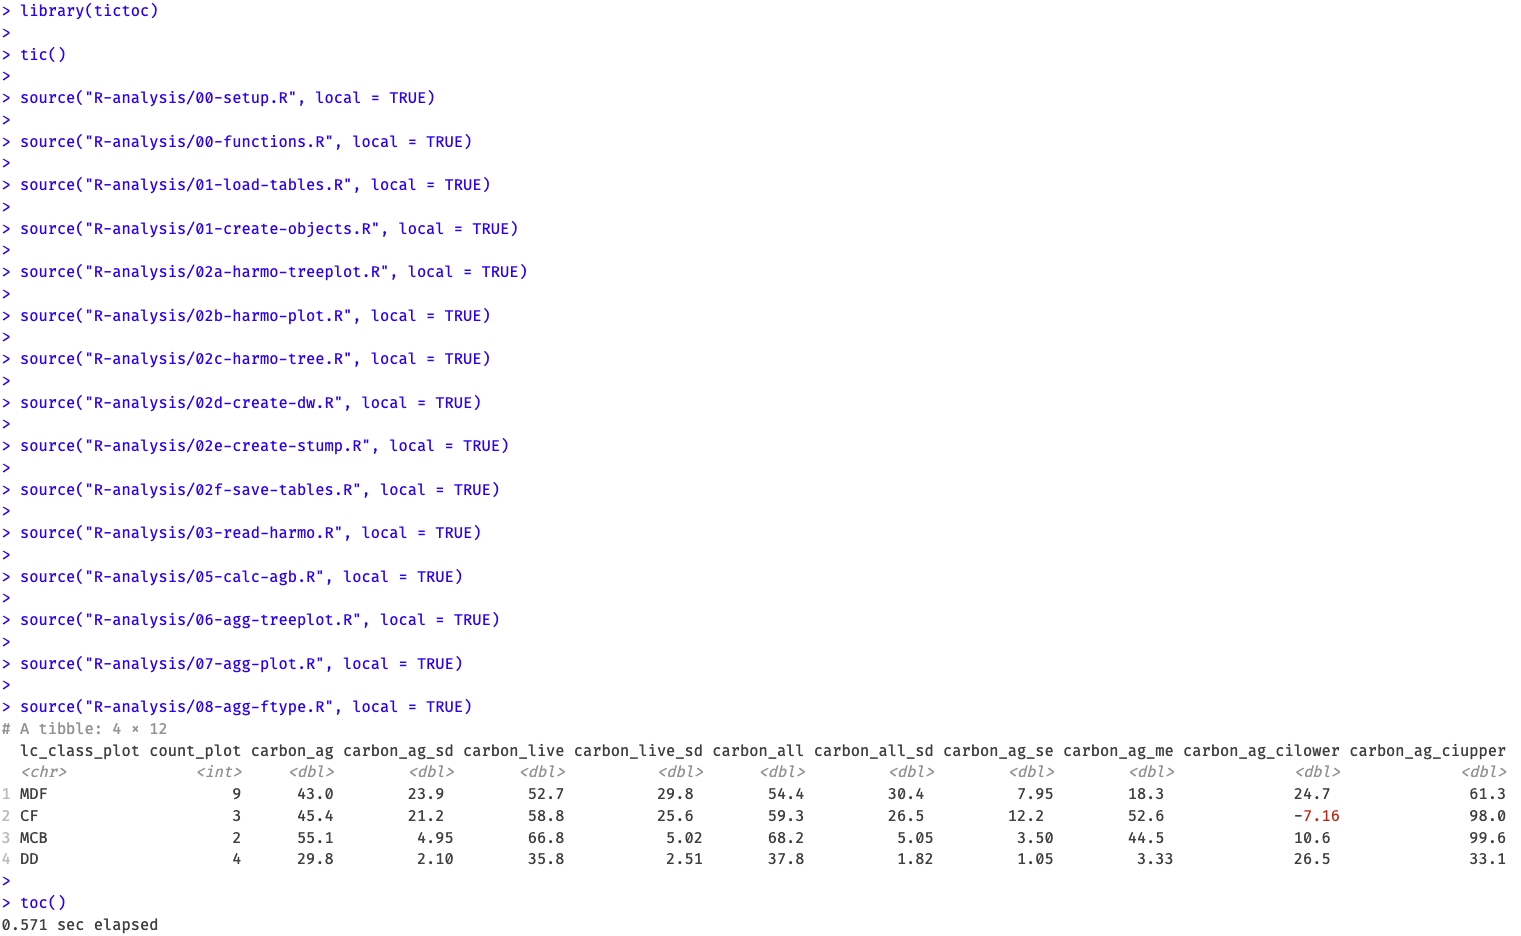 > library(tictoc)
>
> tic()
>
> source("R-analysis/00-setup.R", local = TRUE)
>
> source("R-analysis/00-functions.R", local = TRUE)
>
> source("R-analysis/01-load-tables.R", local = TRUE)
>
> source("R-analysis/01-create-objects.R", local = TRUE)
>
> source("R-analysis/02a-harmo-treeplot.R", local = TRUE)
>
> source("R-analysis/02b-harmo-plot.R", local = TRUE)
>
> source("R-analysis/02c-harmo-tree.R", local = TRUE)
>
> source("R-analysis/02d-create-dw.R", local = TRUE)
>
> source("R-analysis/02e-create-stump.R", local = TRUE)
>
> source("R-analysis/02f-save-tables.R", local = TRUE)
>
> source("R-analysis/03-read-harmo.R", local = TRUE)
>
> source("R-analysis/05-calc-agb.R", local = TRUE)
>
> source("R-analysis/06-agg-treeplot.R", local = TRUE)
>
> source("R-analysis/07-agg-plot.R", local = TRUE)
>
> source("R-analysis/08-agg-ftype.R", local = TRUE)
# A tibble: 4 × 12
lc_class_plot count_plot carbon_ag carbon_ag_sd carbon_live carbon_live_sd carbon_all carbon_all_sd carbon_ag_se carbon_ag_me carbon_ag_cilower carbon_ag_ciupper
<chr> <int> <dbl> <dbl> <dbl> <dbl> <dbl> <dbl> <dbl> <dbl> <dbl> <dbl>
1 MDF 9 43.0 23.9 52.7 29.8 54.4 30.4 7.95 18.3 24.7 61.3
2 CF 3 45.4 21.2 58.8 25.6 59.3 26.5 12.2 52.6 -7.16 98.0
3 MCB 2 55.1 4.95 66.8 5.02 68.2 5.05 3.50 44.5 10.6 99.6
4 DD 4 29.8 2.10 35.8 2.51 37.8 1.82 1.05 3.33 26.5 33.1
>
> toc()
0.571 sec elapsed